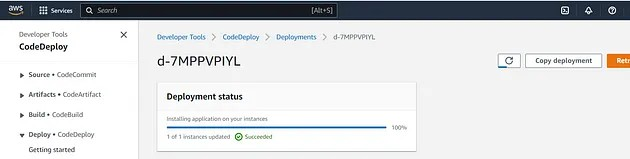 aws
Services
Search
[Alt+S]
Developer Tools
CodeDeploy
Source • CodeCommit
Artifacts • CodeArtifact
Build • CodeBuild
Deploy • CodeDeploy
Getting started
Developer Tools > CodeDeploy > Deployments > d-7MPPVPIYL
d-7MPPVPIYL
Copy deployment
Retr
Deployment status
Installing application on your instances
100%
1 of 1 instances updated Succeeded